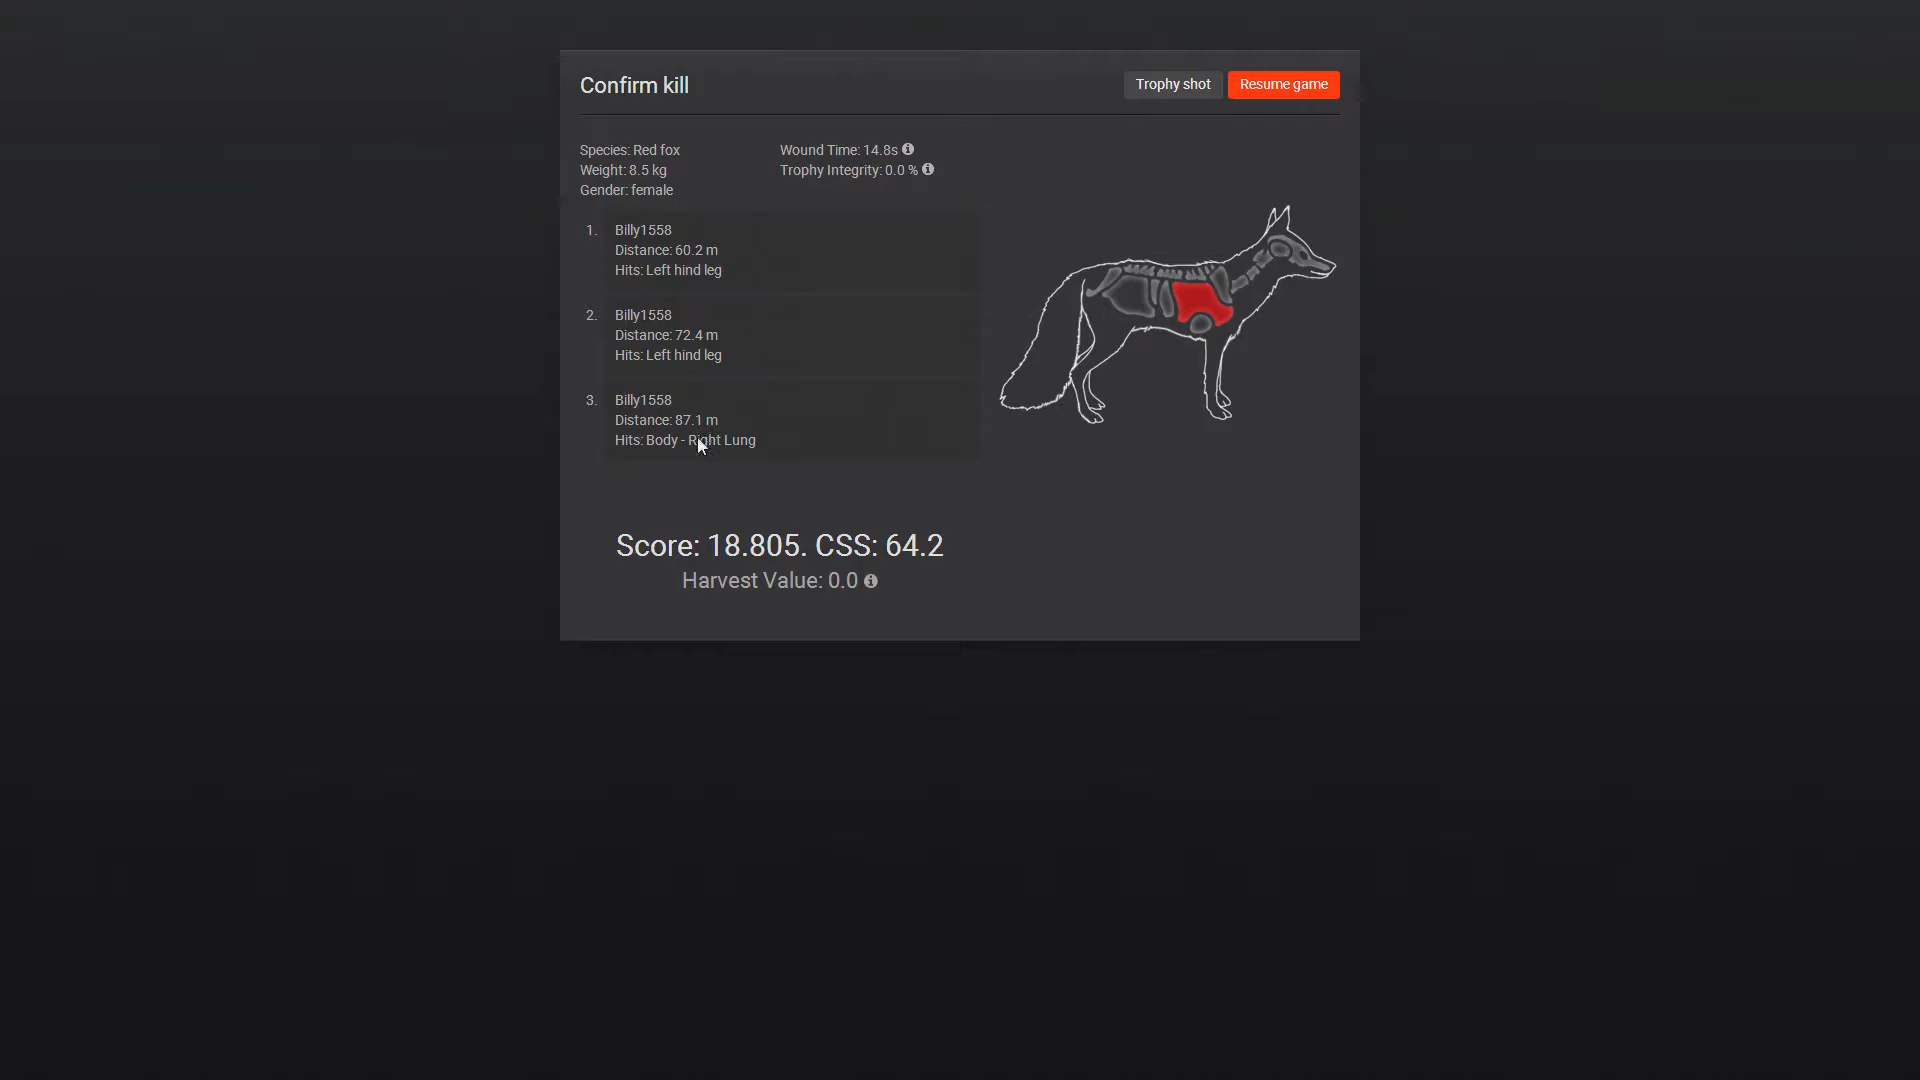 Confirm kill
Trophy shot
Resume game
Species: Red fox
Weight: 8.5 kg
Gender: female
Wound Time: 14.8s
Trophy Integrity: 0.0 %
1. Billy1558
Distance: 60.2 m
Hits: Left hind leg
2. Billy1558
Distance: 72.4 m
Hits: Left hind leg
3. Billy1558
Distance: 87.1 m
Hits: Body - Right Lung
Score: 18.805. CSS: 64.2
Harvest Value: 0.0